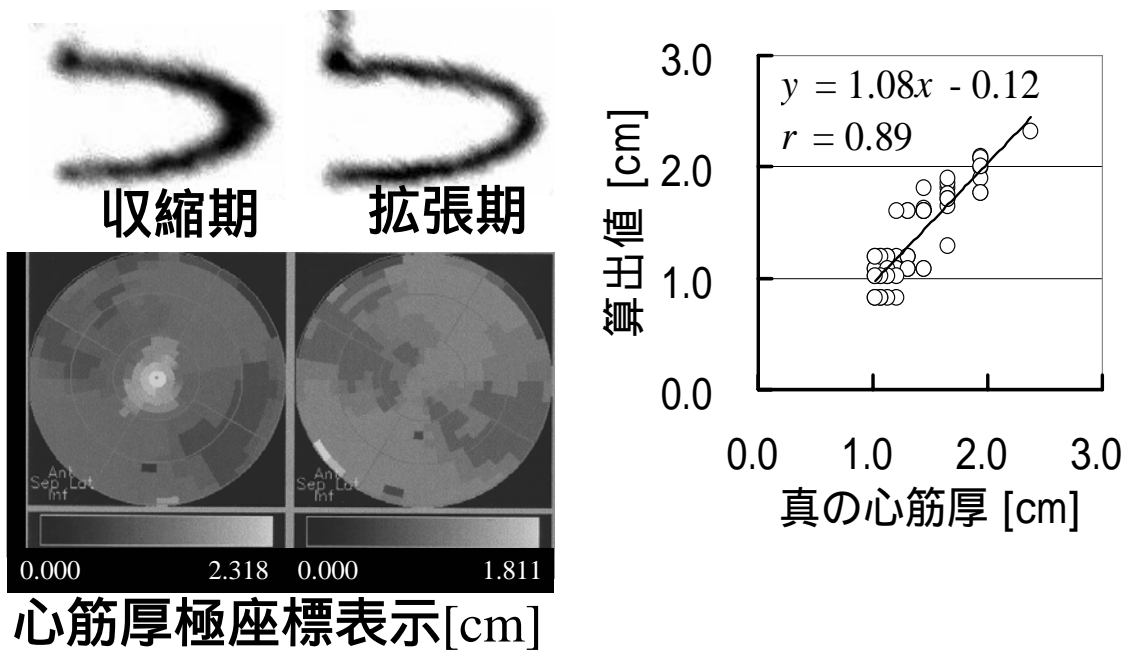 収縮期
拡張期
Ant
Sep Lat
Inf
Ant
Sep Lat
Inf
0.000
2.318
0.000
1.811
心筋厚極座標表示[cm]
y = 1.08x - 0.12
r = 0.89
算出値 [cm]
3.0
2.0
1.0
0.0
0.0
1.0
2.0
3.0
真の心筋厚 [cm]